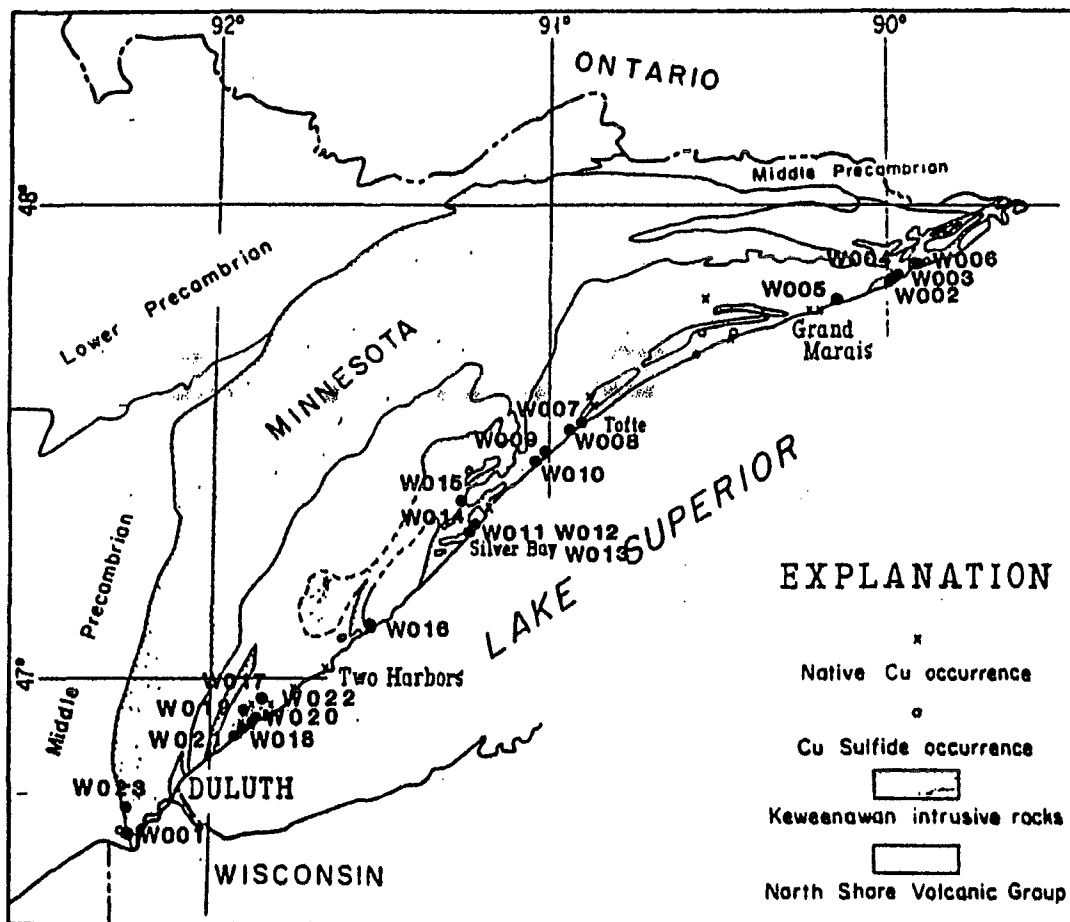 92°
91°
90°
ONTARIO
Middle Precambrian
48°
Lower Precambrian
MINNESOTA
W004
W006
W003
W005
W002
Grand
Marais
W007
Tofte
W008
W009
W010
W015
W014
W011 W012
Silver Bay W013
LAKE SUPERIOR
W016
47°
Two Harbors
W017
W022
W019
W020
W021
W018
Middle Precambrian
W023
DULUTH
W001
WISCONSIN
EXPLANATION
x
Native Cu occurrence
o
Cu Sulfide occurrence
Keweenawan intrusive rocks
North Shore Volcanic Group